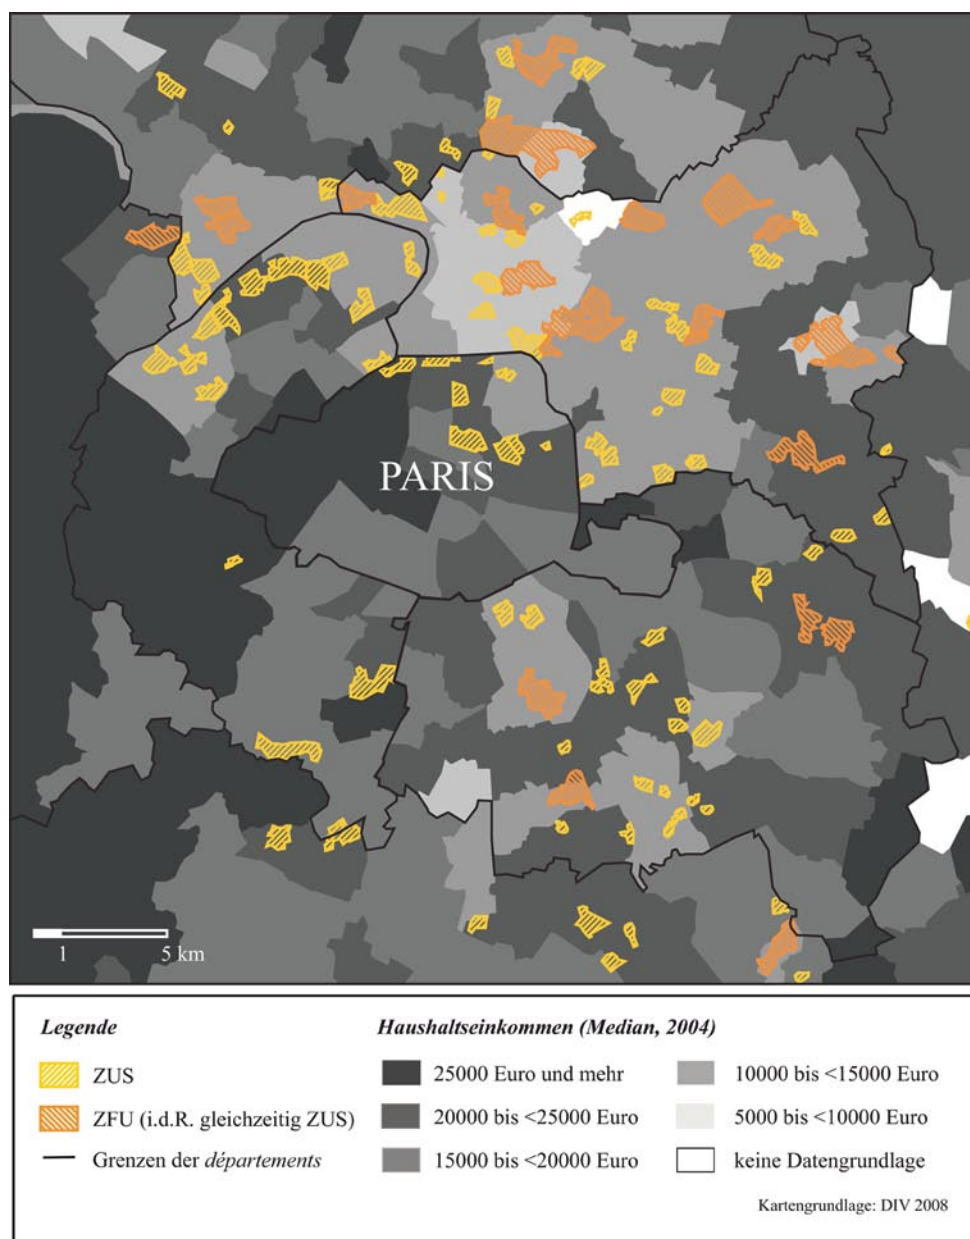 PARIS
1 5 km
Legende
ZUS
ZFU (i.d.R. gleichzeitig ZUS)
Grenzen der départements
Haushaltseinkommen (Median, 2004)
25000 Euro und mehr
20000 bis <25000 Euro
15000 bis <20000 Euro
10000 bis <15000 Euro
5000 bis <10000 Euro
keine Datengrundlage
Kartengrundlage: DIV 2008